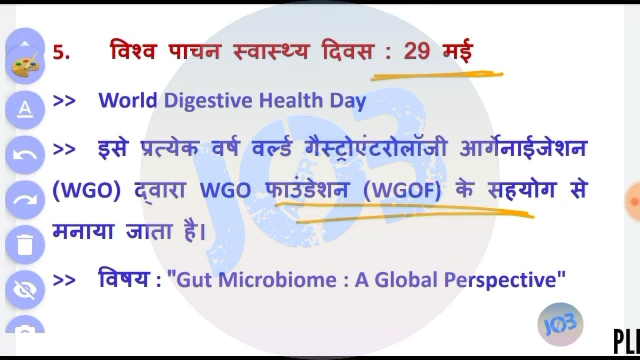 5. विश्व पाचन स्वास्थ्य दिवस : 29 मई
>> World Digestive Health Day
>> इसे प्रत्येक वर्ष वर्ल्ड गैस्ट्रोएंटरोलॉजी आर्गेनाईजेशन
(WGO) द्वारा WGO फाउंडेशन (WGOF) के सहयोग से
मनाया जाता है।
>> विषय : "Gut Microbiome : A Global Perspective"
JOB